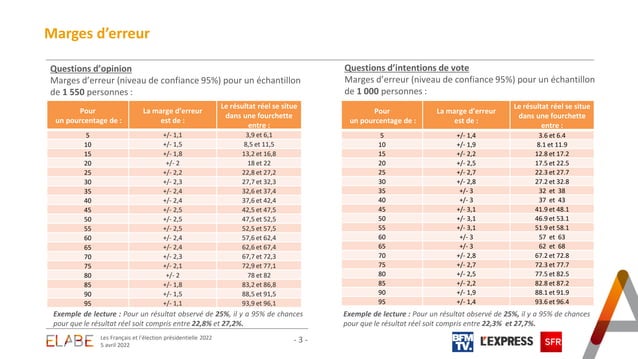 Marges d'erreur
Questions d'opinion
Marges d'erreur (niveau de confiance 95%) pour un échantillon
de 1 550 personnes :
Pour
un pourcentage de :
La marge d'erreur
est de :
Le résultat réel se situe
dans une fourchette
entre :
5 +/- 1,1 3,9 et 6,1
10 +/- 1,5 8,5 et 11,5
15 +/- 1,8 13,2 et 16,8
20 +/- 2 18 et 22
25 +/- 2,2 22,8 et 27,2
30 +/- 2,3 27,7 et 32,3
35 +/- 2,4 32,6 et 37,4
40 +/- 2,4 37,6 et 42,4
45 +/- 2,5 42,5 et 47,5
50 +/- 2,5 47,5 et 52,5
55 +/- 2,5 52,5 et 57,5
60 +/- 2,4 57,6 et 62,4
65 +/- 2,4 62,6 et 67,4
70 +/- 2,3 67,7 et 72,3
75 +/- 2,1 72,9 et 77,1
80 +/- 2 78 et 82
85 +/- 1,8 83,2 et 86,8
90 +/- 1,5 88,5 et 91,5
95 +/- 1,1 93,9 et 96,1
Exemple de lecture : Pour un résultat observé de 25%, il y a 95% de chances
pour que le résultat réel soit compris entre 22,8% et 27,2%.
Questions d'intentions de vote
Marges d'erreur (niveau de confiance 95%) pour un échantillon
de 1 000 personnes :
Pour
un pourcentage de :
La marge d'erreur
est de :
Le résultat réel se situe
dans une fourchette
entre :
5 +/- 1,4 3.6 et 6.4
10 +/- 1,9 8.1 et 11.9
15 +/- 2,2 12.8 et 17.2
20 +/- 2,5 17.5 et 22.5
25 +/- 2,7 22.3 et 27.7
30 +/- 2,8 27.2 et 32.8
35 +/- 3 32 et 38
40 +/- 3 37 et 43
45 +/- 3,1 41.9 et 48.1
50 +/- 3,1 46.9 et 53.1
55 +/- 3,1 51.9 et 58.1
60 +/- 3 57 et 63
65 +/- 3 62 et 68
70 +/- 2,8 67.2 et 72.8
75 +/- 2,7 72.3 et 77.7
80 +/- 2,5 77.5 et 82.5
85 +/- 2,2 82.8 et 87.2
90 +/- 1,9 88.1 et 91.9
95 +/- 1,4 93.6 et 96.4
Exemple de lecture : Pour un résultat observé de 25%, il y a 95% de chances
pour que le résultat réel soit compris entre 22,3% et 27,7%.
ELABE
Les Français et l'élection présidentielle 2022
5 avril 2022
- 3 -
BFM
TV.
L'EXPRESS
SFR